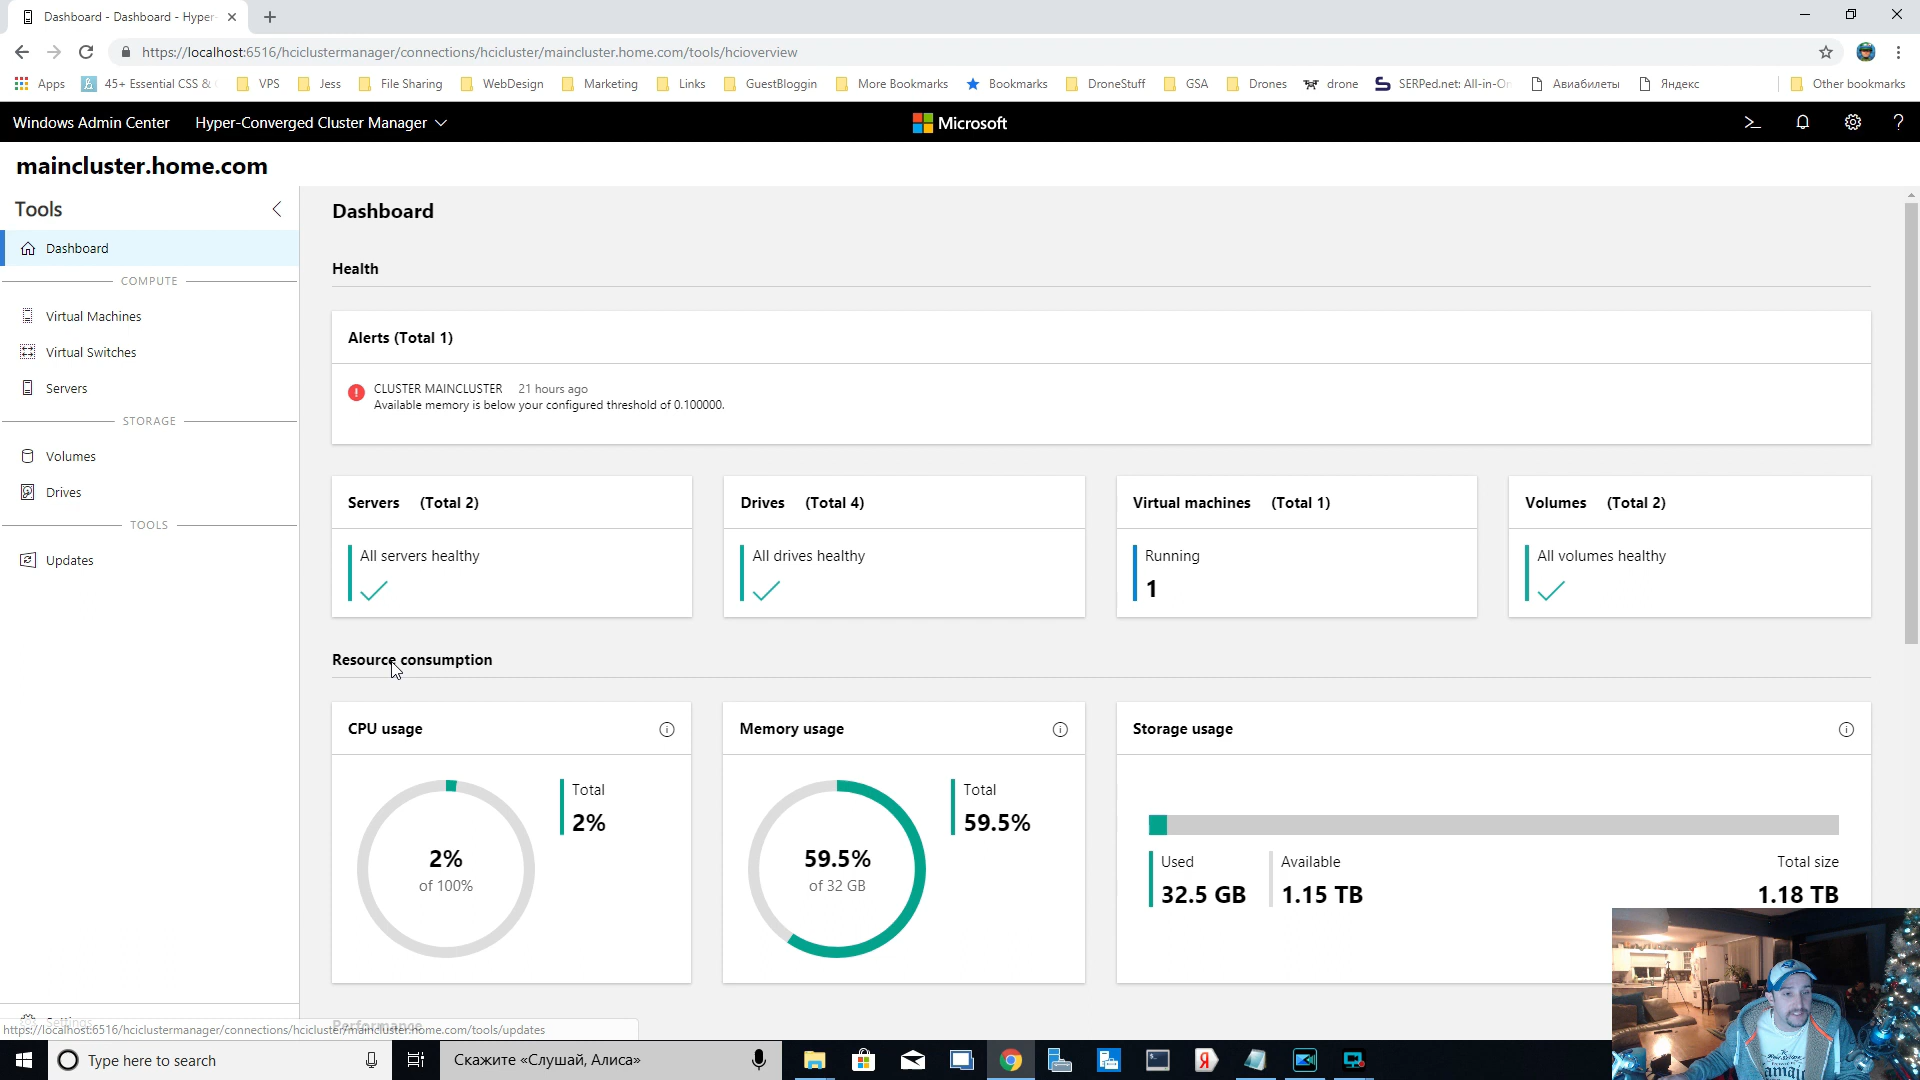 Dashboard - Dashboard - Hyper-
https://localhost:6516/hciclustermanager/connections/hcicluster/maincluster.home.com/tools/hcioverview
Apps 45+ Essential CSS & VPS Jess File Sharing WebDesign Marketing Links GuestBloggin More Bookmarks Bookmarks DroneStuff GSA Drones drone SERPed.net: All-in-On Авиабилеты Яндекс Other bookmarks
Windows Admin Center Hyper-Converged Cluster Manager Microsoft
maincluster.home.com
Tools
Dashboard
COMPUTE
Virtual Machines
Virtual Switches
Servers
STORAGE
Volumes
Drives
TOOLS
Updates
Settings
Dashboard
Health
Alerts (Total 1)
CLUSTER MAINCLUSTER 21 hours ago
Available memory is below your configured threshold of 0.100000.
Servers (Total 2)
All servers healthy
Drives (Total 4)
All drives healthy
Virtual machines (Total 1)
Running
1
Volumes (Total 2)
All volumes healthy
Resource consumption
CPU usage
2%
of 100%
Total
2%
Memory usage
59.5%
of 32 GB
Total
59.5%
Storage usage
Used
32.5 GB
Available
1.15 TB
Total size
1.18 TB
Performance
https://localhost:6516/hciclustermanager/connections/hcicluster/maincluster.home.com/tools/updates
Type here to search
Скажите «Слушай, Алиса»